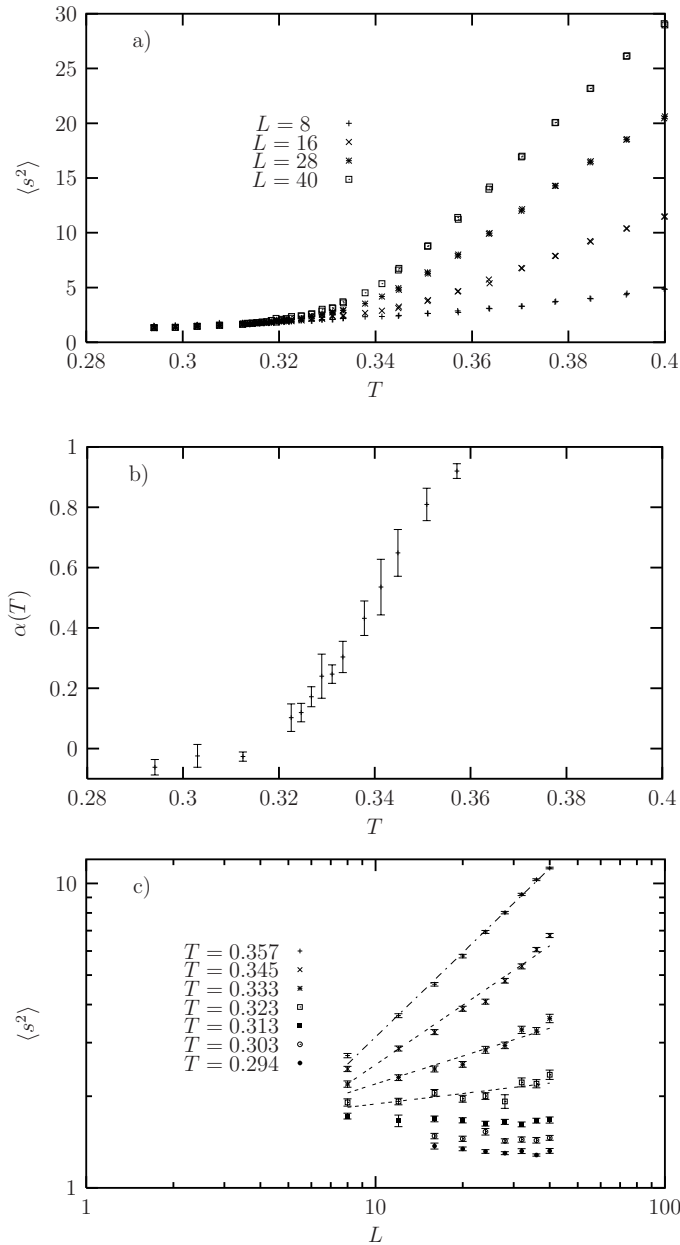 a)
30
25
20
15
10
5
0
⟨s²⟩
L = 8
L = 16
L = 28
L = 40
0.28 0.3 0.32 0.34 0.36 0.38 0.4
T
b)
1
0.8
0.6
0.4
0.2
0
α(T)
0.28 0.3 0.32 0.34 0.36 0.38 0.4
T
c)
10
1
⟨s²⟩
T = 0.357
T = 0.345
T = 0.333
T = 0.323
T = 0.313
T = 0.303
T = 0.294
1 10 100
L